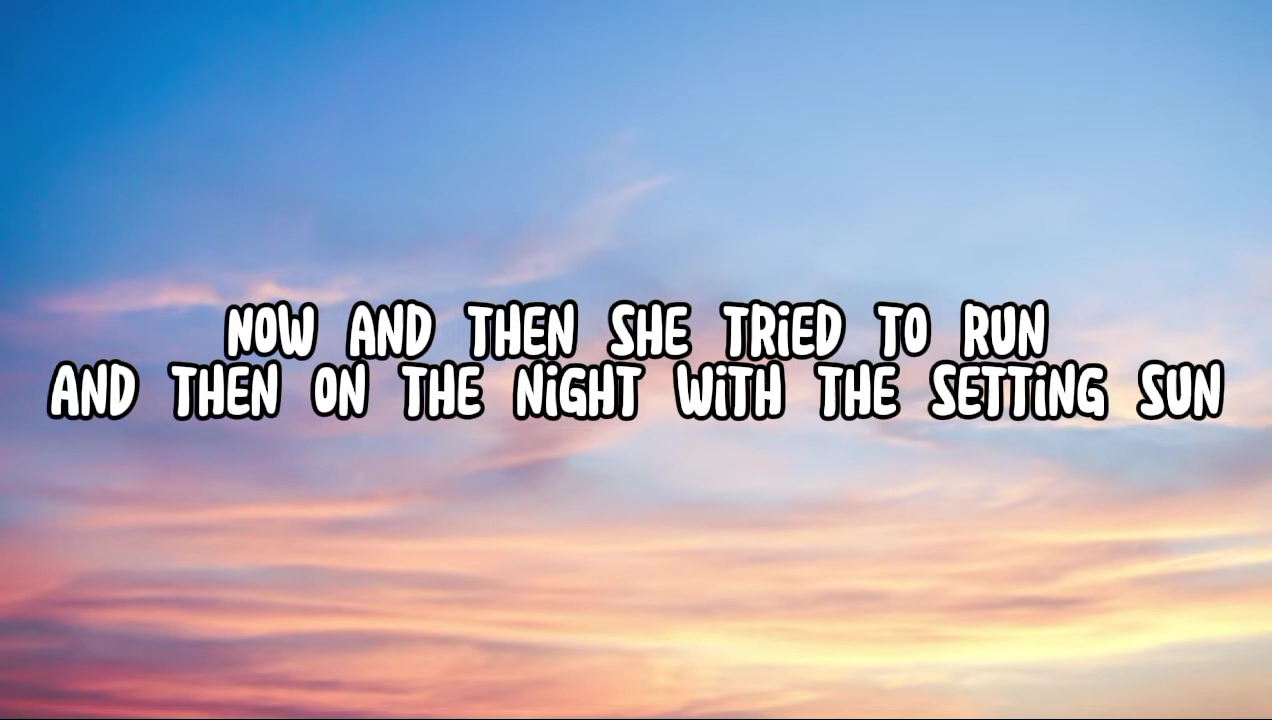 NOW AND THEN SHE TRiED TO RUN
AND THEN ON THE NiGHT WiTH THE SETTiNG SUN